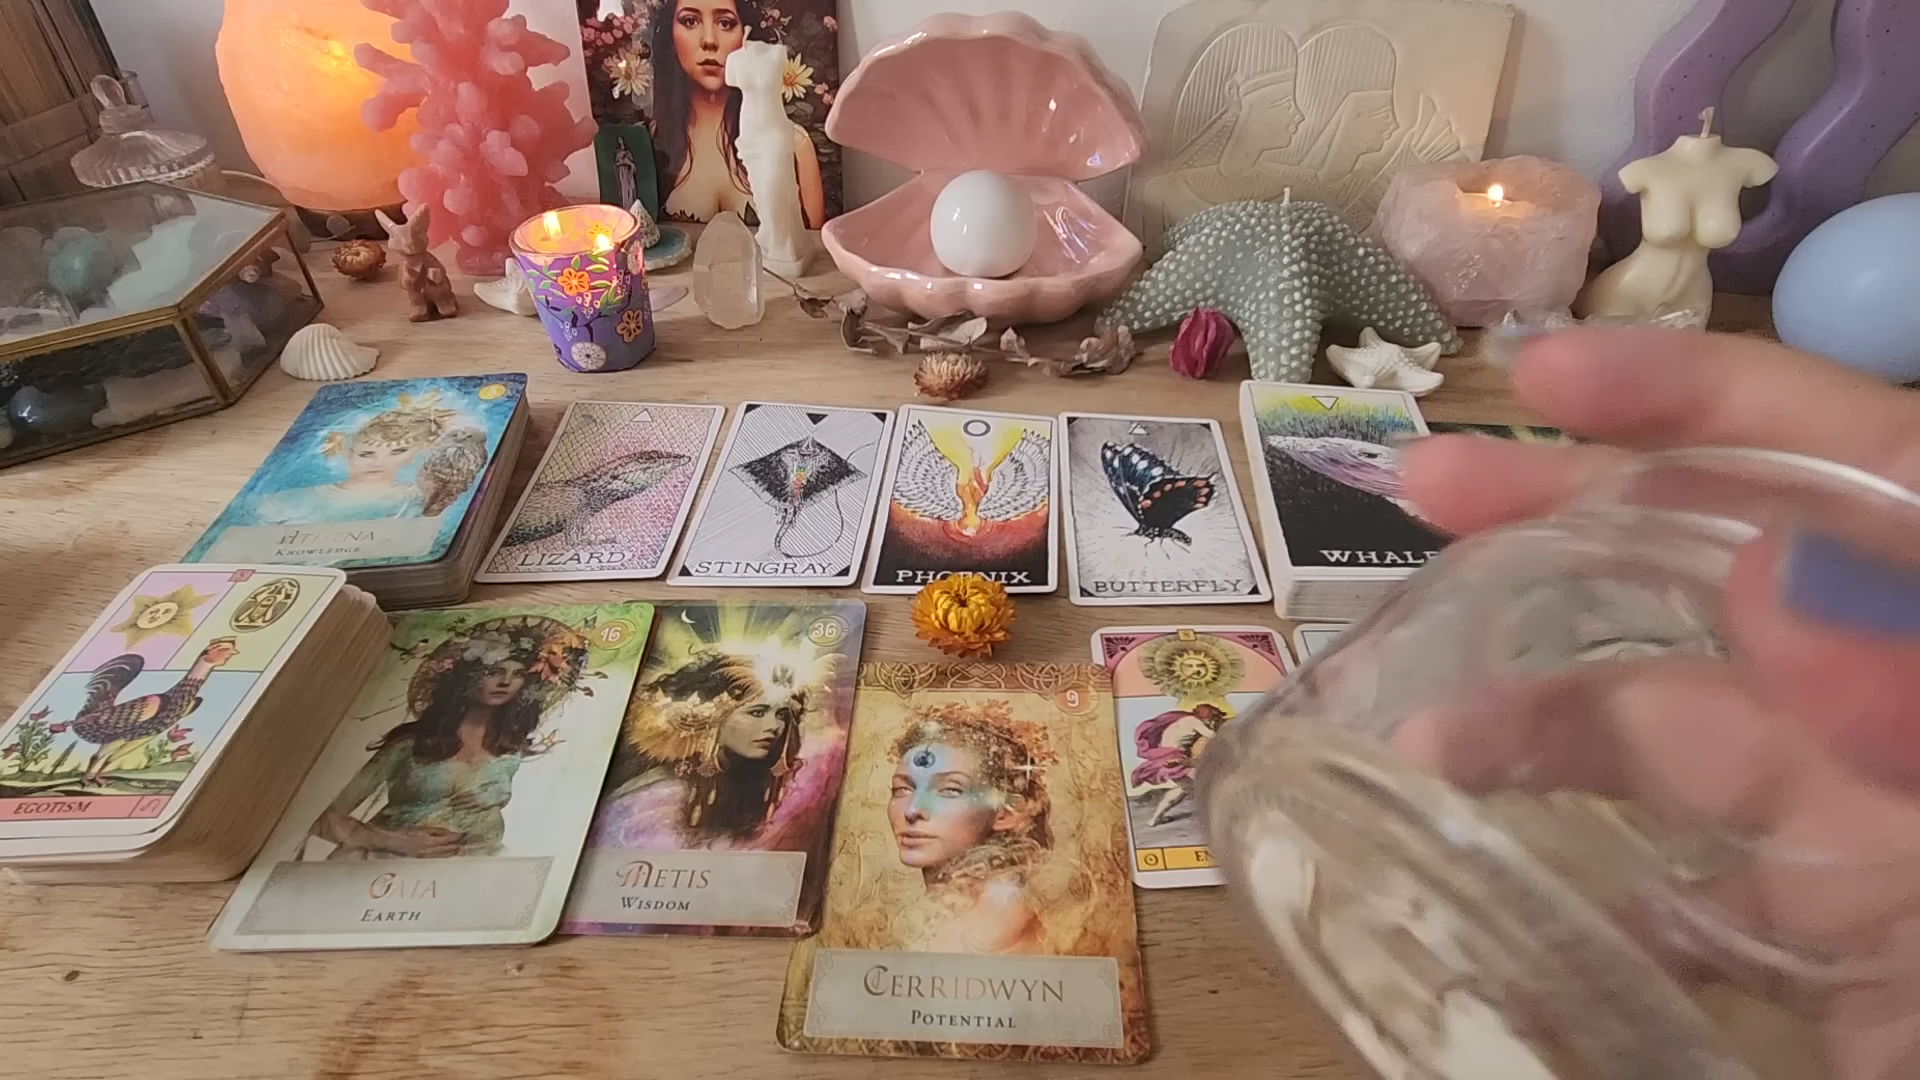 ATHENA
KNOWLEDGE
LIZARD
STINGRAY
PHOENIX
BUTTERFLY
WHALE
EGOTISM
16
GAIA
EARTH
36
METIS
WISDOM
9
CERRIDWYN
POTENTIAL